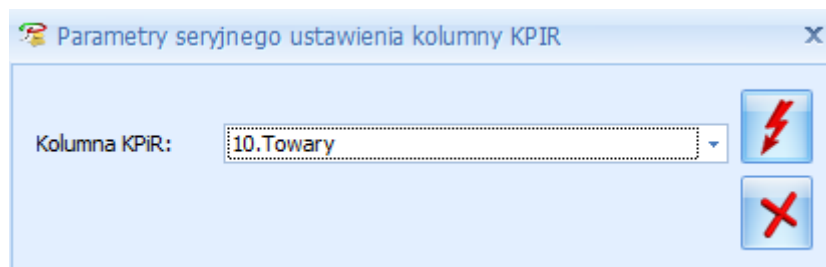 Parametry seryjnego ustawienia kolumny KPIR
Kolumna KPiR: 10.Towary